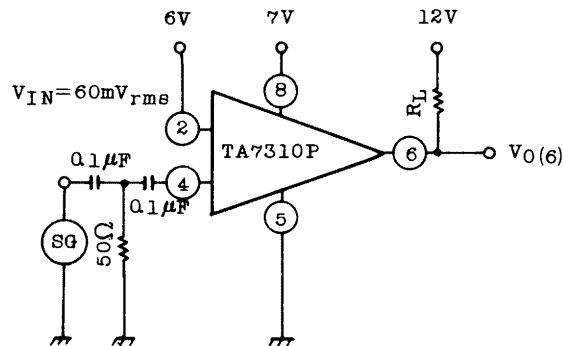 6V 7V 12V
V_IN=60mV_rms
8
R_L
2
TA7310P
6
V_O(6)
0.1μF
0.1μF
4
5
SG
50Ω